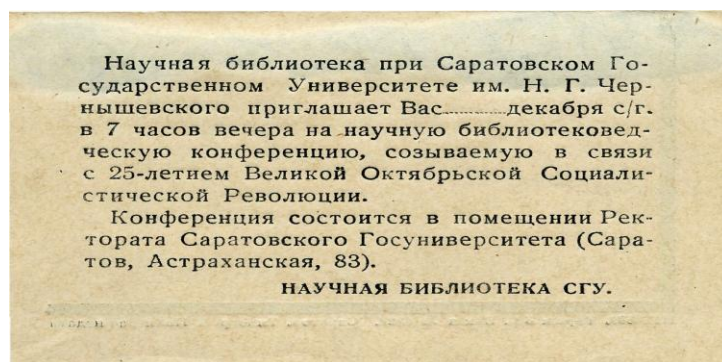 Научная библиотека при Саратовском Го-
сударственном Университете им. Н. Г. Чер-
нышевского приглашает Вас..........декабря с/г.
в 7 часов вечера на научную библиотековед-
ческую конференцию, созываемую в связи
с 25-летием Великой Октябрьской Социали-
стической Революции.
Конференция состоится в помещении Рек-
тората Саратовского Госуниверситета (Сара-
тов, Астраханская, 83).
НАУЧНАЯ БИБЛИОТЕКА СГУ.